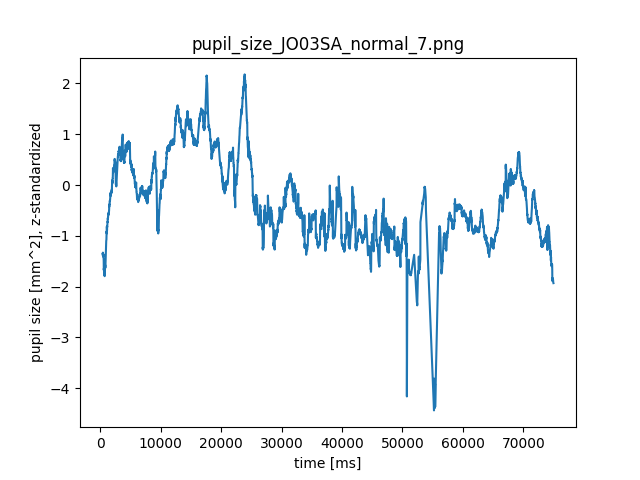 pupil_size_JO03SA_normal_7.png
pupil size [mm^2], z-standardized
2
1
0
−1
−2
−3
−4
0 10000 20000 30000 40000 50000 60000 70000
time [ms]